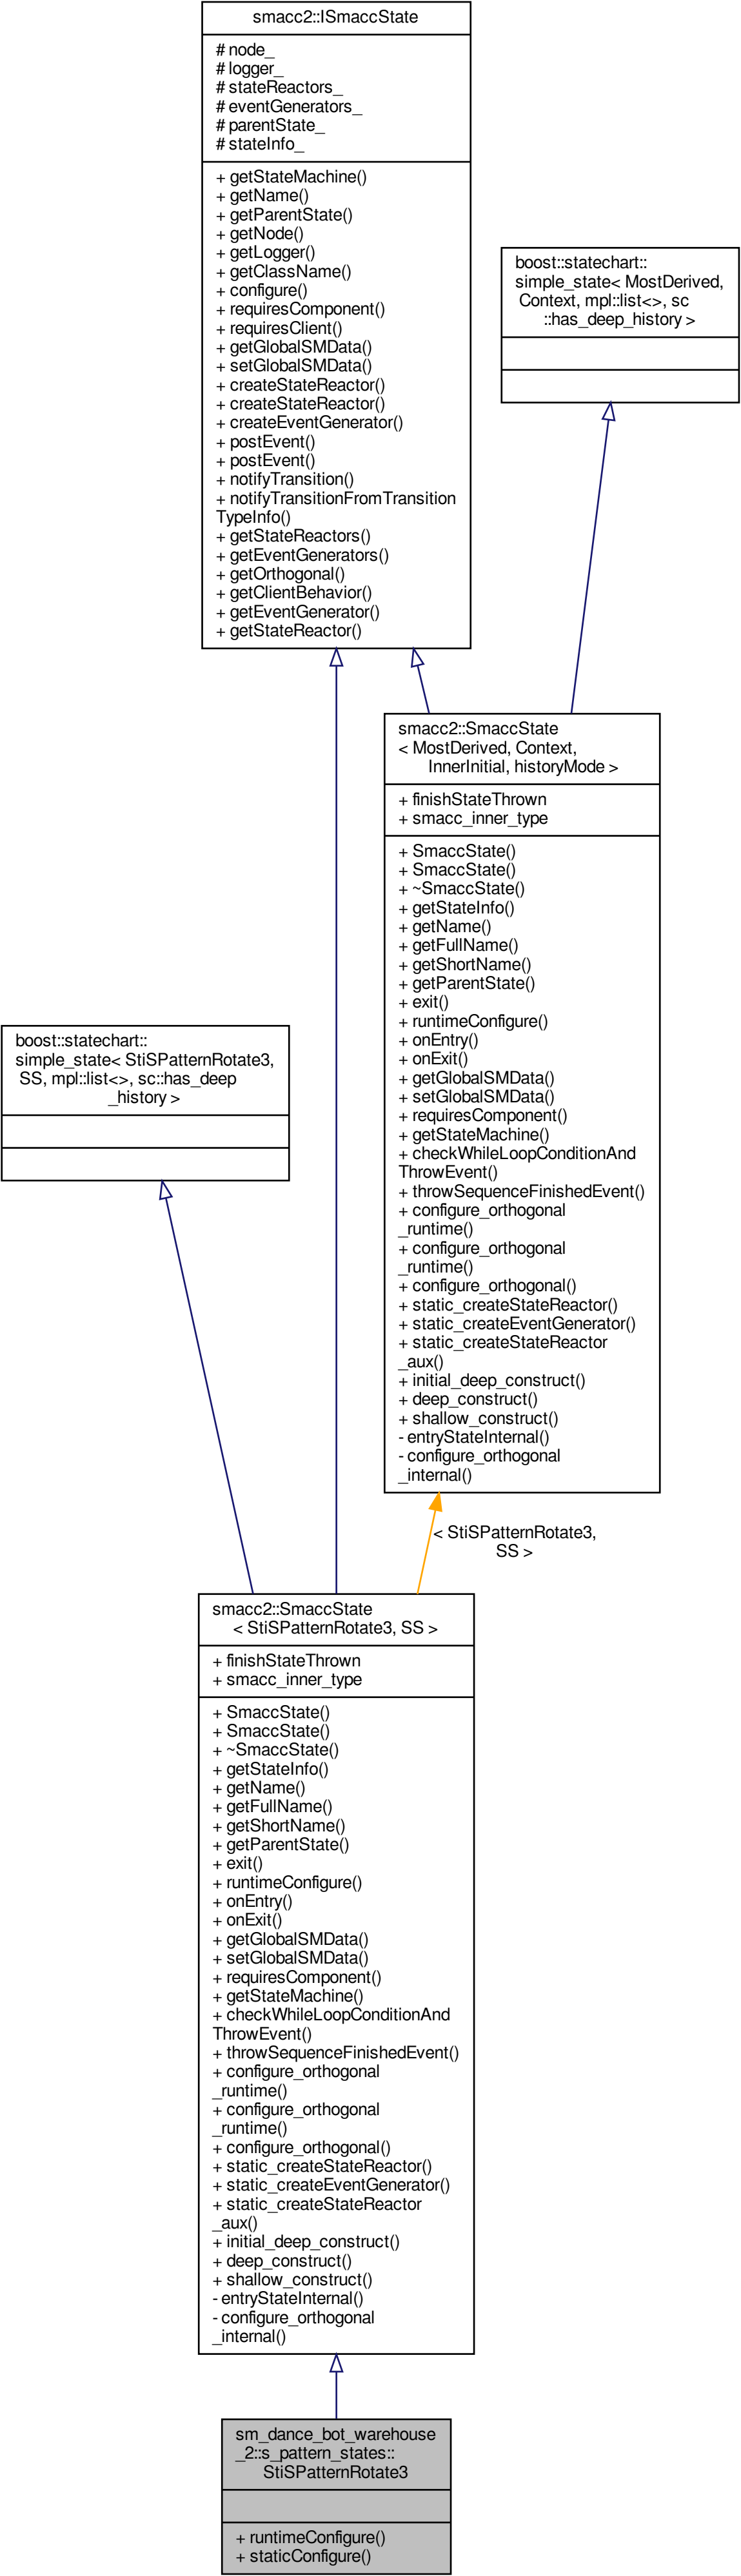 smacc2::ISmaccState
# node_
# logger_
# stateReactors_
# eventGenerators_
# parentState_
# stateInfo_
+ getStateMachine()
+ getName()
+ getParentState()
+ getNode()
+ getLogger()
+ getClassName()
+ configure()
+ requiresComponent()
+ requiresClient()
+ getGlobalSMData()
+ setGlobalSMData()
+ createStateReactor()
+ createStateReactor()
+ createEventGenerator()
+ postEvent()
+ postEvent()
+ notifyTransition()
+ notifyTransitionFromTransition
TypeInfo()
+ getStateReactors()
+ getEventGenerators()
+ getOrthogonal()
+ getClientBehavior()
+ getEventGenerator()
+ getStateReactor()
boost::statechart::
simple_state< MostDerived,
Context, mpl::list<>, sc
::has_deep_history >
smacc2::SmaccState
< MostDerived, Context,
InnerInitial, historyMode >
+ finishStateThrown
+ smacc_inner_type
+ SmaccState()
+ SmaccState()
+ ~SmaccState()
+ getStateInfo()
+ getName()
+ getFullName()
+ getShortName()
+ getParentState()
+ exit()
+ runtimeConfigure()
+ onEntry()
+ onExit()
+ getGlobalSMData()
+ setGlobalSMData()
+ requiresComponent()
+ getStateMachine()
+ checkWhileLoopConditionAnd
ThrowEvent()
+ throwSequenceFinishedEvent()
+ configure_orthogonal
_runtime()
+ configure_orthogonal
_runtime()
+ configure_orthogonal()
+ static_createStateReactor()
+ static_createEventGenerator()
+ static_createStateReactor
_aux()
+ initial_deep_construct()
+ deep_construct()
+ shallow_construct()
- entryStateInternal()
- configure_orthogonal
_internal()
boost::statechart::
simple_state< StiSPatternRotate3,
SS, mpl::list<>, sc::has_deep
_history >
< StiSPatternRotate3,
SS >
smacc2::SmaccState
< StiSPatternRotate3, SS >
+ finishStateThrown
+ smacc_inner_type
+ SmaccState()
+ SmaccState()
+ ~SmaccState()
+ getStateInfo()
+ getName()
+ getFullName()
+ getShortName()
+ getParentState()
+ exit()
+ runtimeConfigure()
+ onEntry()
+ onExit()
+ getGlobalSMData()
+ setGlobalSMData()
+ requiresComponent()
+ getStateMachine()
+ checkWhileLoopConditionAnd
ThrowEvent()
+ throwSequenceFinishedEvent()
+ configure_orthogonal
_runtime()
+ configure_orthogonal
_runtime()
+ configure_orthogonal()
+ static_createStateReactor()
+ static_createEventGenerator()
+ static_createStateReactor
_aux()
+ initial_deep_construct()
+ deep_construct()
+ shallow_construct()
- entryStateInternal()
- configure_orthogonal
_internal()
sm_dance_bot_warehouse
_2::s_pattern_states::
StiSPatternRotate3
+ runtimeConfigure()
+ staticConfigure()